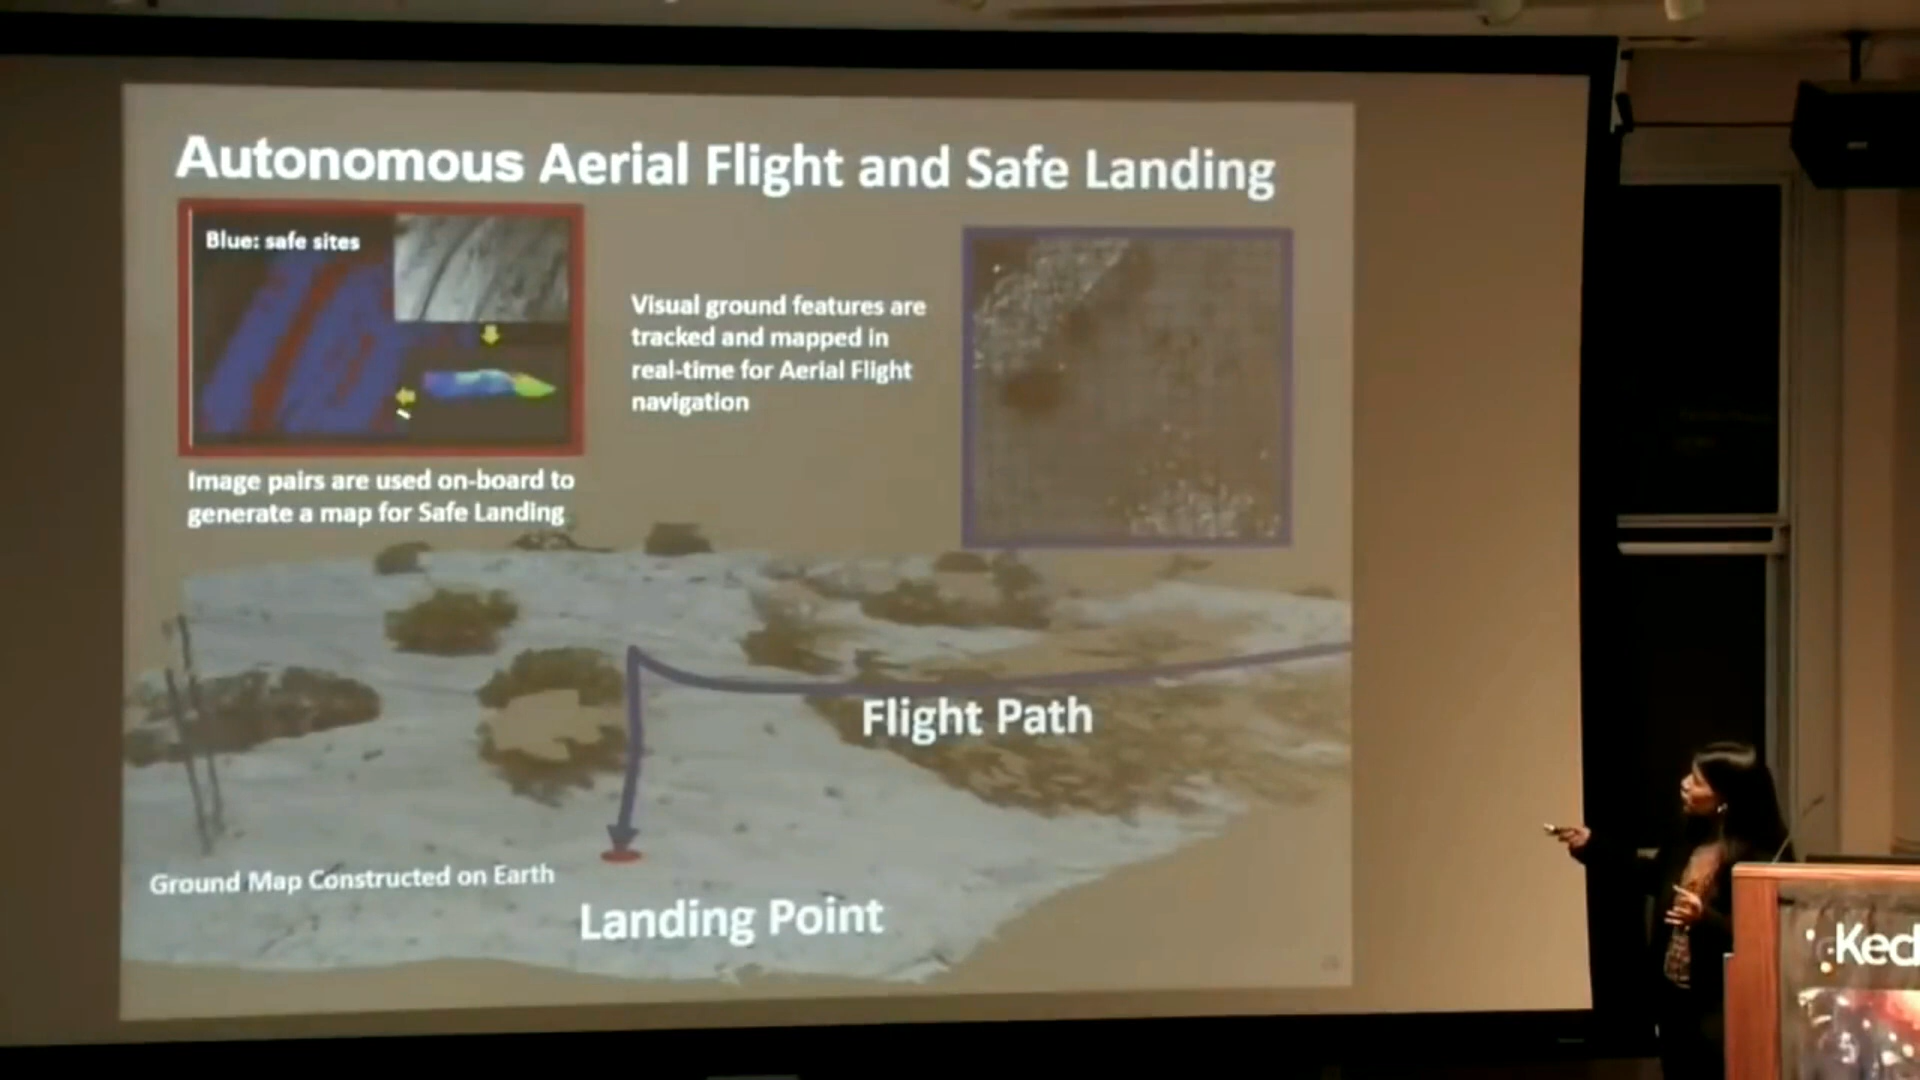 Autonomous Aerial Flight and Safe Landing
Blue: safe sites
Visual ground features are
tracked and mapped in
real-time for Aerial Flight
navigation
Image pairs are used on-board to
generate a map for Safe Landing
Flight Path
Ground Map Constructed on Earth
Landing Point
Keck